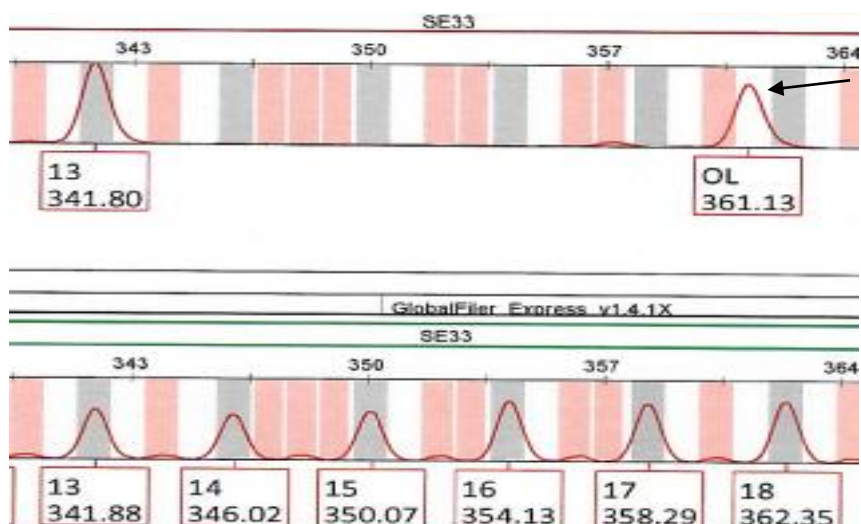 SE33
343 350 357 364
13 OL
341.80 361.13
GlobalFiler Express v1.4.1X
SE33
343 350 357 364
13 14 15 16 17 18
341.88 346.02 350.07 354.13 358.29 362.35